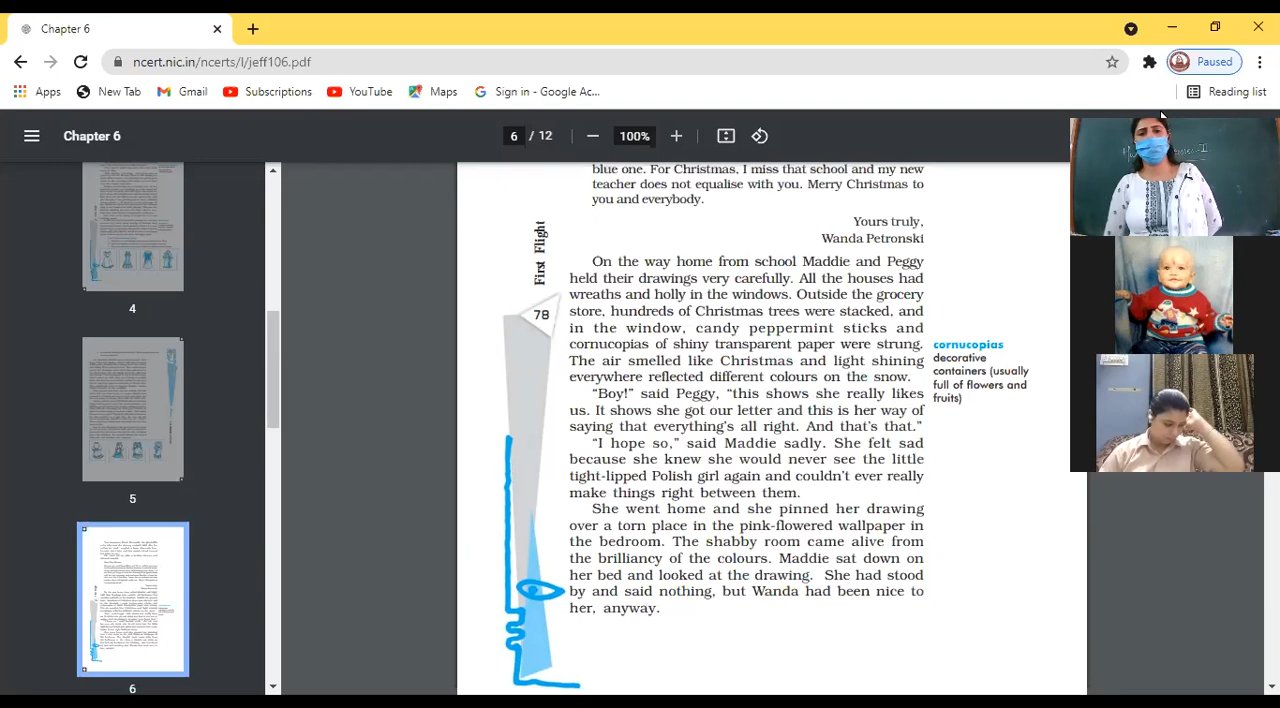 Chapter 6
ncert.nic.in/ncerts/l/jeff106.pdf
Paused
Apps
New Tab
Gmail
Subscriptions
YouTube
Maps
Sign in - Google Ac...
Reading list
Chapter 6
6 / 12
100%
4
5
6
First Flight
78
blue one. For Christmas, I miss that school and my new
teacher does not equalise with you. Merry Christmas to
you and everybody.
Yours truly,
Wanda Petronski
On the way home from school Maddie and Peggy
held their drawings very carefully. All the houses had
wreaths and holly in the windows. Outside the grocery
store, hundreds of Christmas trees were stacked, and
in the window, candy peppermint sticks and
cornucopias of shiny transparent paper were strung.
The air smelled like Christmas and light shining
everywhere reflected different colours on the snow.
“Boy!” said Peggy, “this shows she really likes
us. It shows she got our letter and this is her way of
saying that everything’s all right. And that’s that.”
“I hope so,” said Maddie sadly. She felt sad
because she knew she would never see the little
tight-lipped Polish girl again and couldn’t ever really
make things right between them.
She went home and she pinned her drawing
over a torn place in the pink-flowered wallpaper in
the bedroom. The shabby room came alive from
the brilliancy of the colours. Maddie sat down on
her bed and looked at the drawing. She had stood
by and said nothing, but Wanda had been nice to
her, anyway.
cornucopias
decorative
containers (usually
full of flowers and
fruits)